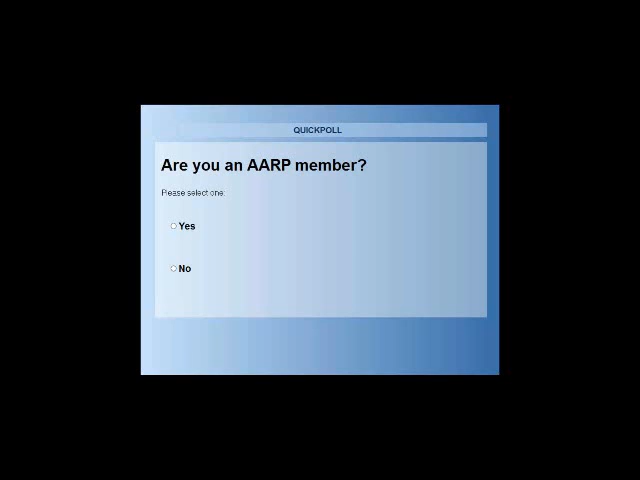 QUICKPOLL
Are you an AARP member?
Please select one:
Yes
No